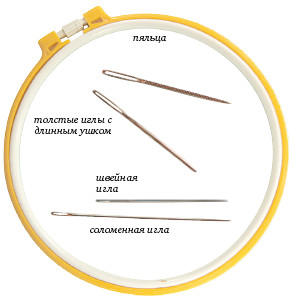 пяльца
толстые иглы с
длинным ушком
швейная
игла
соломенная игла